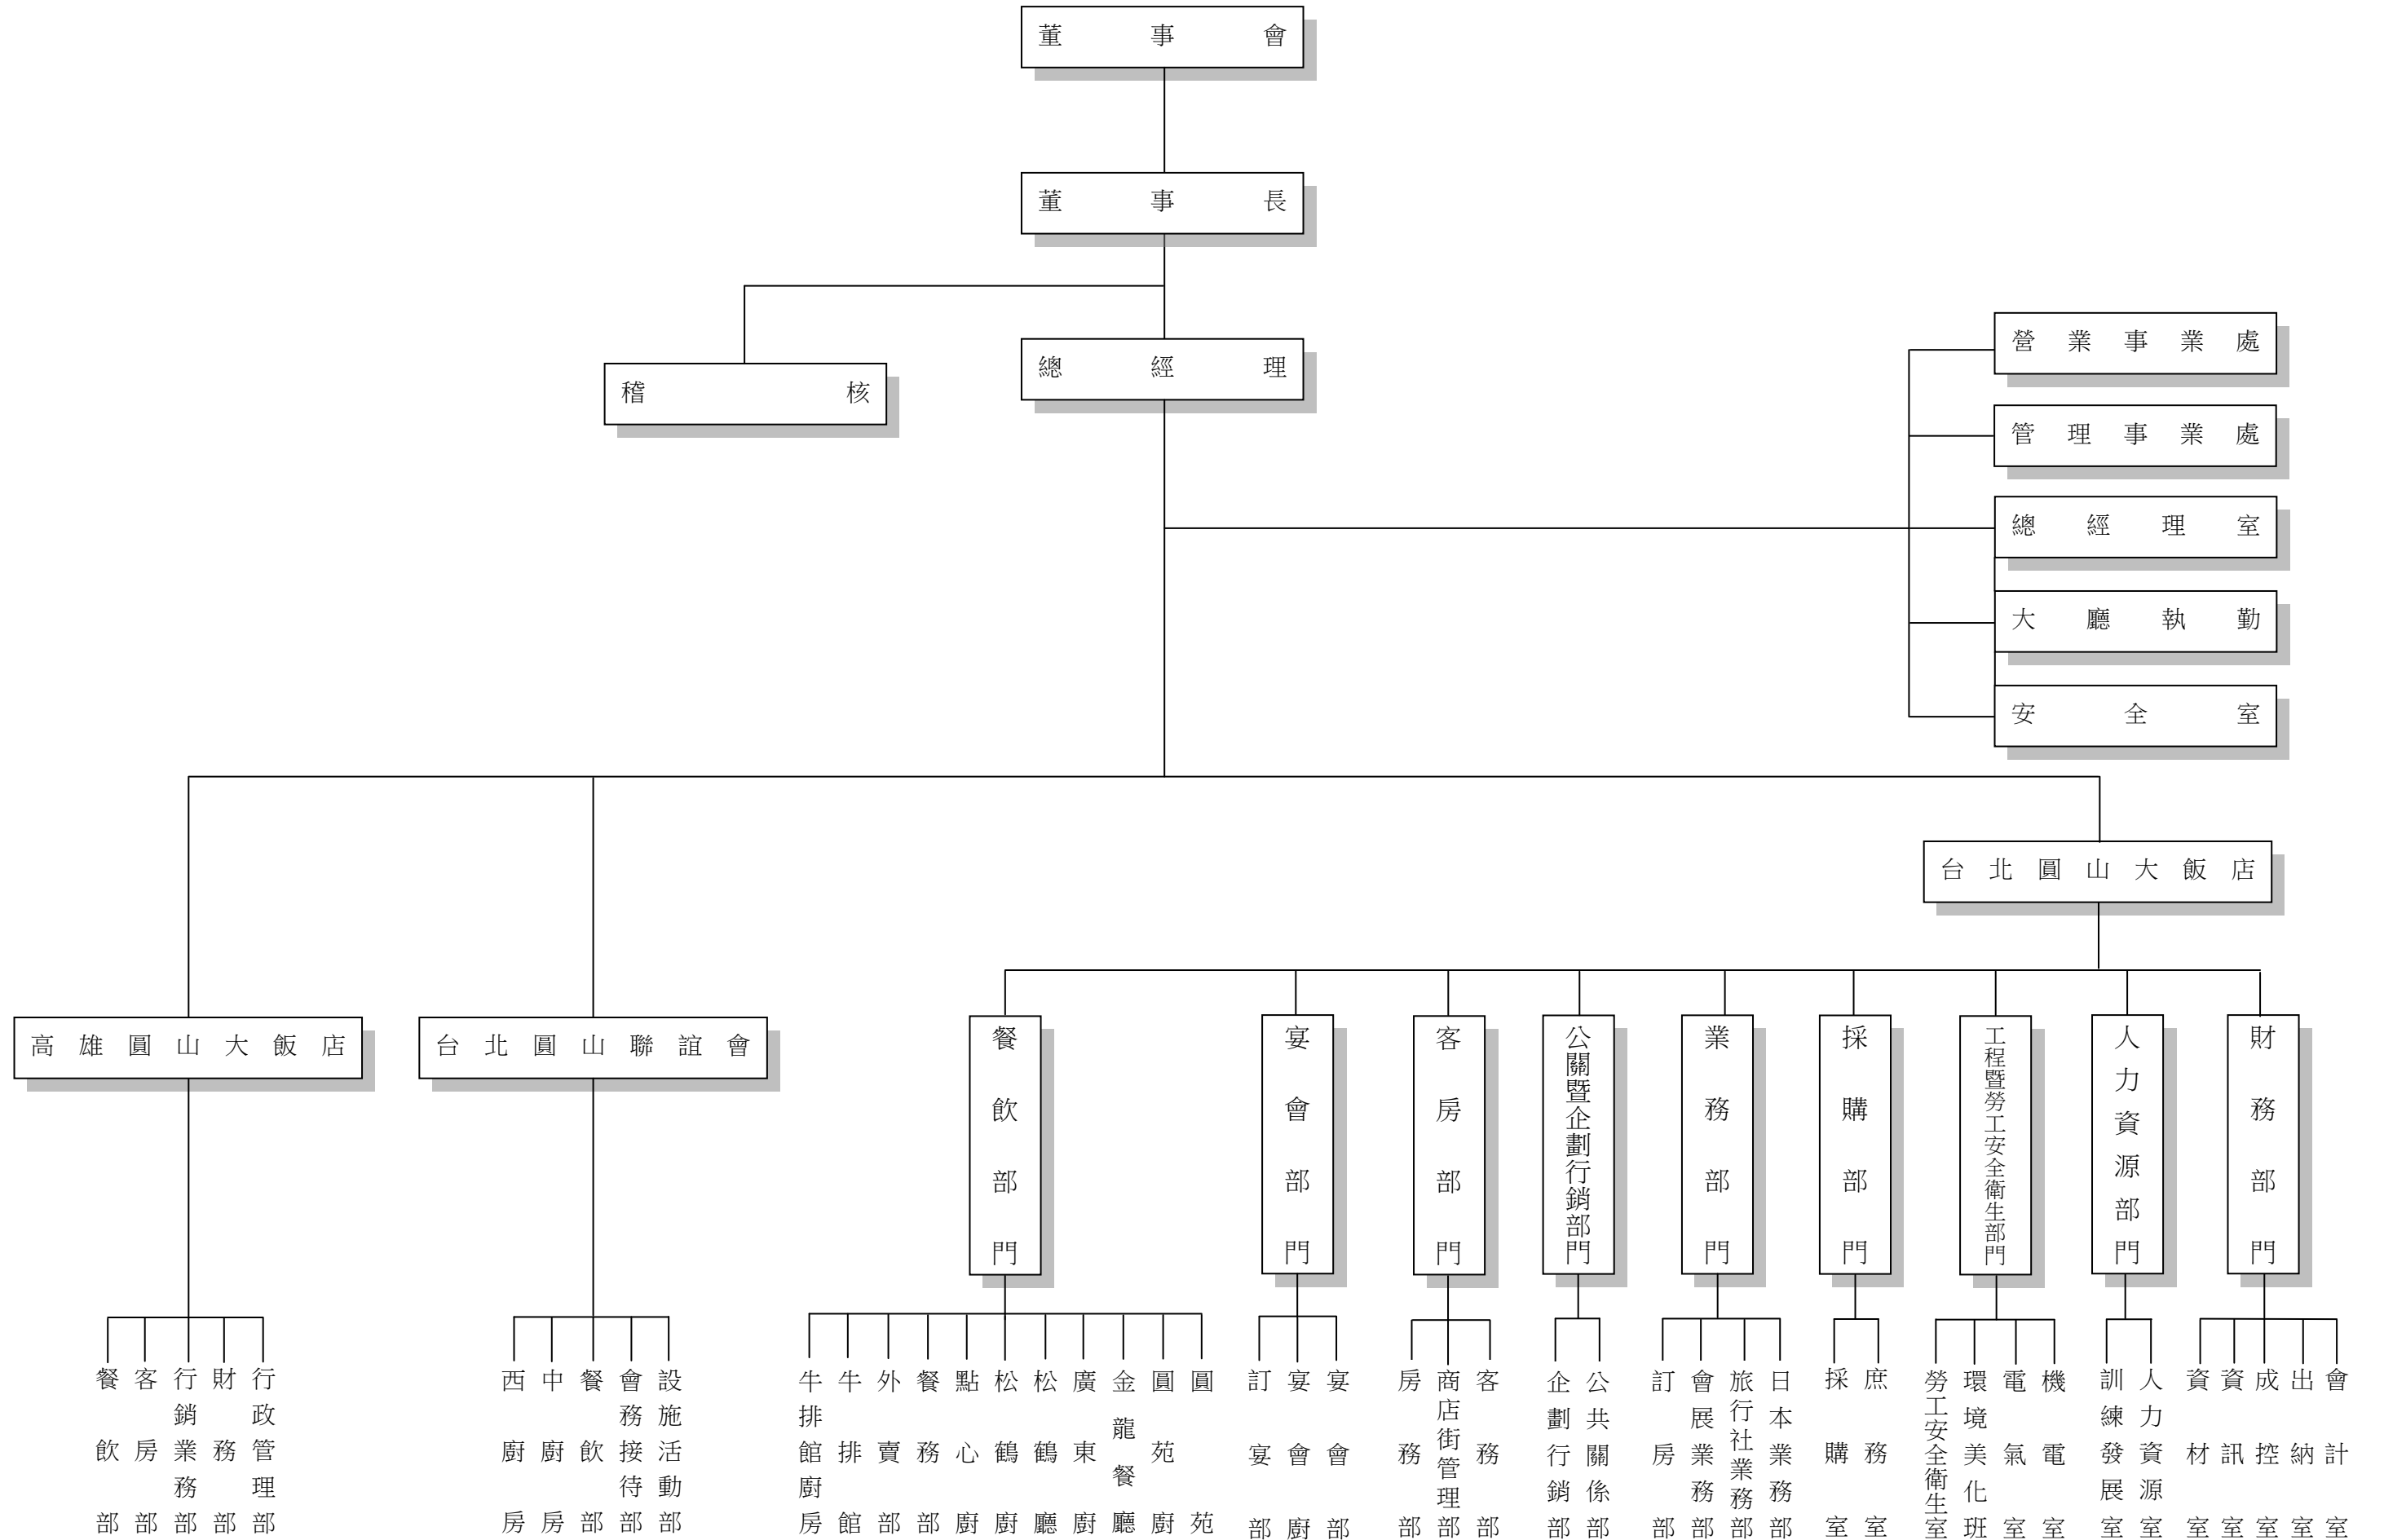 董事會
董事長
總經理
稽核
營業事業處
管理事業處
總經理室
大廳執勤
安全室
台北圓山大飯店
高雄圓山大飯店
台北圓山聯誼會
餐飲部門
宴會部門
客房部門
公關暨企劃行銷部門
業務部門
採購部門
工程暨勞工安全衛生部門
人力資源部門
財務部門
餐飲部
客房部
行銷業務部
財務部
行政管理部
西廚房
中廚房
餐飲部
會務接待部
設施活動部
牛排館廚房
牛排館
外賣部
餐務部
點心廚
松鶴廚
松鶴廳
廣東廚
金龍餐廳
圓苑廚
圓苑
訂宴部
宴會廚
宴會部
房務部
商店街管理部
客務部
企劃行銷部
公共關係部
訂房部
會展業務部
旅行社業務部
日本業務部
採購室
庶務室
勞工安全衛生室
環境美化班
電氣室
機電室
訓練發展室
人力資源室
資材室
資訊室
成控室
出納室
會計室